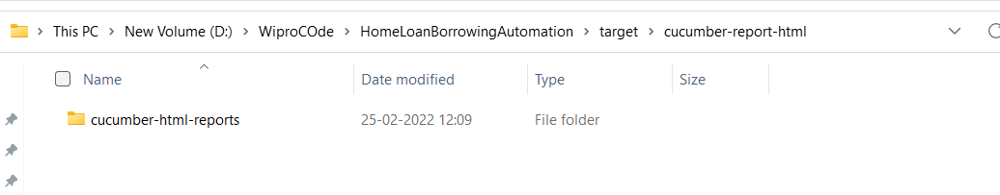 This PC > New Volume (D:) > WiproCOde > HomeLoanBorrowingAutomation > target > cucumber-report-html
Name Date modified Type Size
cucumber-html-reports 25-02-2022 12:09 File folder